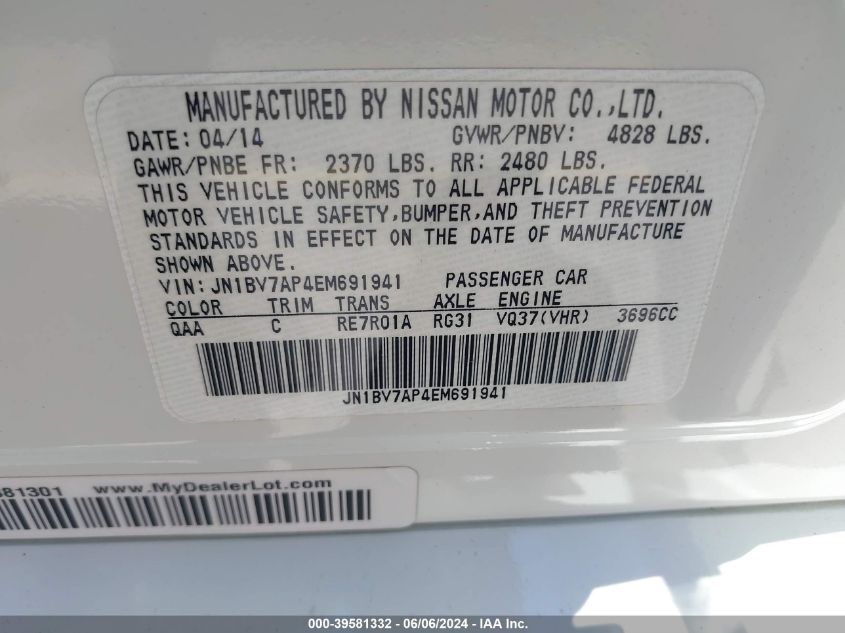 MANUFACTURED BY NISSAN MOTOR CO.,LTD.
DATE: 04/14 GVWR/PNBV: 4828 LBS.
GAWR/PNBE FR: 2370 LBS. RR: 2480 LBS.
THIS VEHICLE CONFORMS TO ALL APPLICABLE FEDERAL
MOTOR VEHICLE SAFETY,BUMPER,AND THEFT PREVENTION
STANDARDS IN EFFECT ON THE DATE OF MANUFACTURE
SHOWN ABOVE.
VIN: JN1BV7AP4EM691941 PASSENGER CAR
COLOR TRIM TRANS AXLE ENGINE
QAA C RE7R01A RG31 VQ37(VHR) 3696CC
JN1BV7AP4EM691941
www.MyDealerLot.com
000-39581332 - 06/06/2024 - IAA Inc.